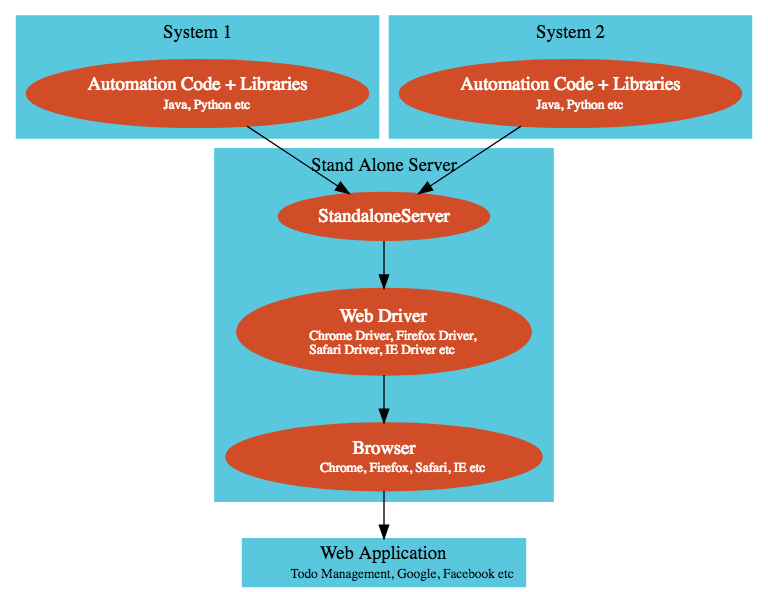 System 1
Automation Code + Libraries
Java, Python etc
System 2
Automation Code + Libraries
Java, Python etc
Stand Alone Server
StandaloneServer
Web Driver
Chrome Driver, Firefox Driver,
Safari Driver, IE Driver etc
Browser
Chrome, Firefox, Safari, IE etc
Web Application
Todo Management, Google, Facebook etc